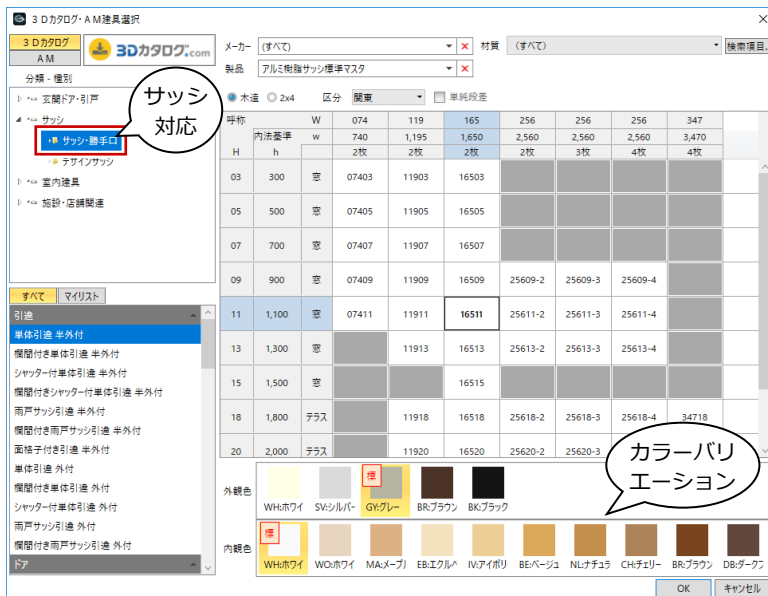 3Dカタログ・AM建具選択
3Dカタログ
AM
3Dカタログ.com
メーカー (すべて) 材質 (すべて) 検索項目
製品 アルミ樹脂サッシ標準マスタ
分類 - 種別
木造 2x4 区分 関東 単純段差
玄関ドア・引戸
サッシ
サッシ・勝手口
デザインサッシ
室内建具
施設・店舗関連
サッシ
対応
呼称 W 074 119 165 256 256 256 347
内法基準 w 740 1,195 1,650 2,560 2,560 2,560 3,470
H h 2枚 2枚 2枚 2枚 3枚 4枚 4枚
03 300 窓 07403 11903 16503
05 500 窓 07405 11905 16505
07 700 窓 07407 11907 16507
09 900 窓 07409 11909 16509 25609-2 25609-3 25609-4
11 1,100 窓 07411 11911 16511 25611-2 25611-3 25611-4
13 1,300 窓 11913 16513 25613-2 25613-3 25613-4
15 1,500 窓 16515
18 1,800 テラス 11918 16518 25618-2 25618-3 25618-4 34718
20 2,000 テラス 11920 16520 25620-2 25620-3
すべて マイリスト
引違
単体引違 半外付
欄間付き単体引違 半外付
シャッター付単体引違 半外付
欄間付きシャッター付単体引違 半外付
雨戸サッシ引違 半外付
欄間付き雨戸サッシ引違 半外付
面格子付き引違 半外付
単体引違 外付
欄間付き単体引違 外付
シャッター付単体引違 外付
雨戸サッシ引違 外付
欄間付き雨戸サッシ引違 外付
ドア
カラーバリ
エーション
外観色
標
WH:ホワイ SV:シルバー GY:グレー BR:ブラウン BK:ブラック
内観色
標
WH:ホワイ WO:ホワイ MA:メープ EB:エクルベ IV:アイボリ BE:ベージュ NL:ナチュラ CH:チェリー BR:ブラウン DB:ダークブ
OK キャンセル